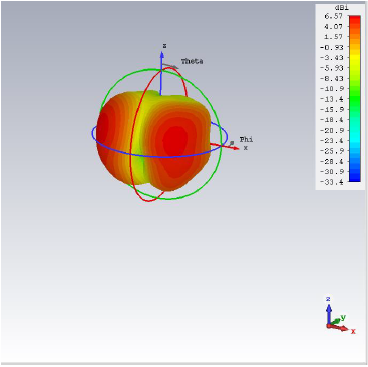 dBi
6.57
4.07
1.57
-0.93
-3.43
-5.93
-8.43
-10.9
-13.4
-15.9
-18.4
-20.9
-23.4
-25.9
-28.4
-30.9
-33.4
z
Theta
Phi
x
z
y
x